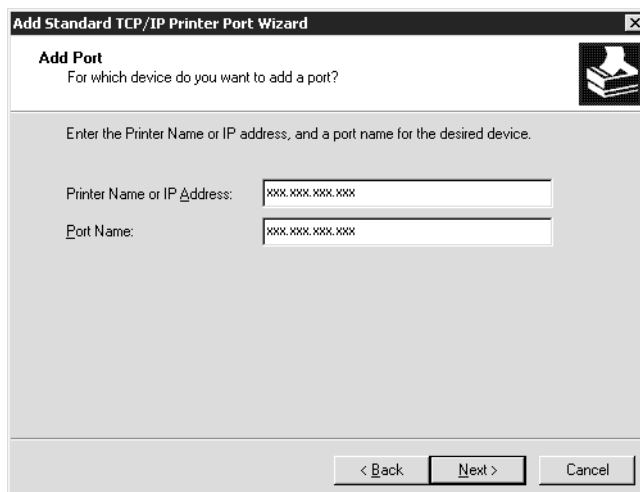 Add Standard TCP/IP Printer Port Wizard
Add Port
For which device do you want to add a port?
Enter the Printer Name or IP address, and a port name for the desired device.
Printer Name or IP Address: xxx.xxx.xxx.xxx
Port Name: xxx.xxx.xxx.xxx
< Back Next > Cancel